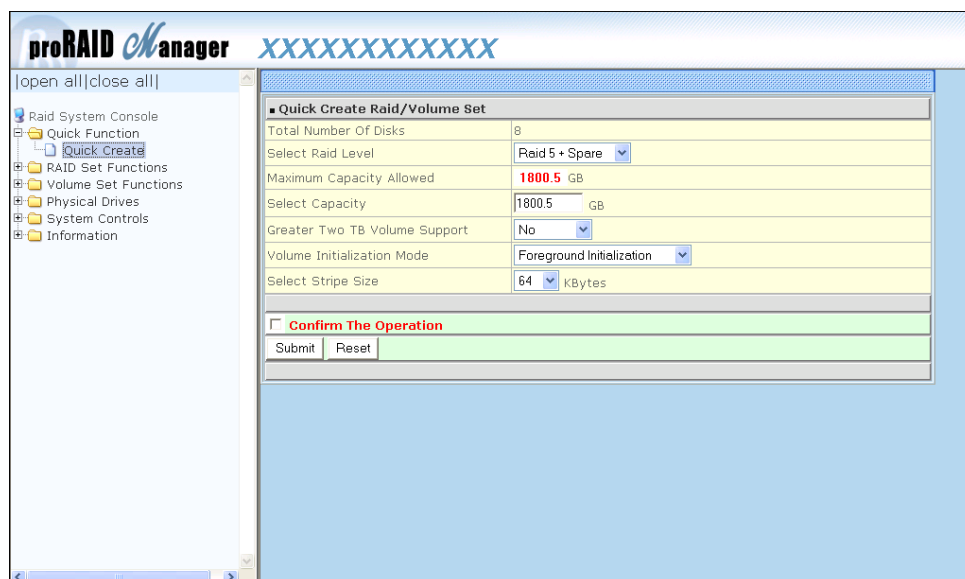 proRAID Manager XXXXXXXXXXXX
|open all|close all|
Raid System Console
Quick Function
Quick Create
RAID Set Functions
Volume Set Functions
Physical Drives
System Controls
Information
Quick Create Raid/Volume Set
Total Number Of Disks 8
Select Raid Level Raid 5 + Spare
Maximum Capacity Allowed 1800.5 GB
Select Capacity 1800.5 GB
Greater Two TB Volume Support No
Volume Initialization Mode Foreground Initialization
Select Stripe Size 64 KBytes
Confirm The Operation
Submit Reset